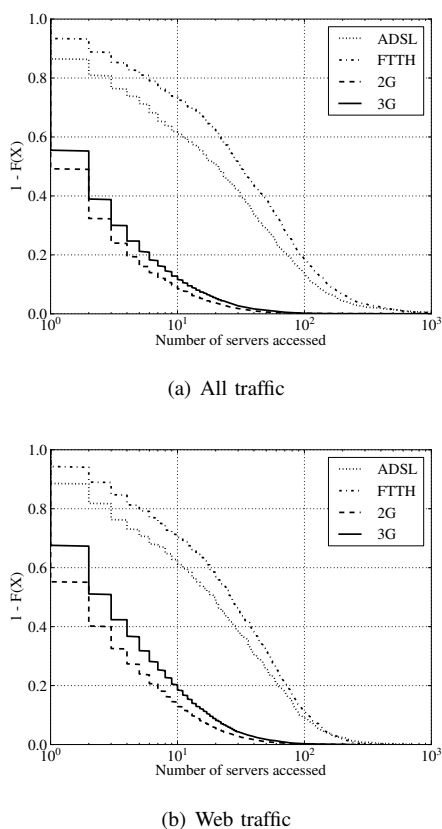 1.0
0.8
0.6
0.4
0.2
0.0
1 - F(X)
10^0
10^1
10^2
10^3
Number of servers accessed
ADSL
FTTH
2G
3G
(a) All traffic
1.0
0.8
0.6
0.4
0.2
0.0
1 - F(X)
10^0
10^1
10^2
10^3
Number of servers accessed
ADSL
FTTH
2G
3G
(b) Web traffic